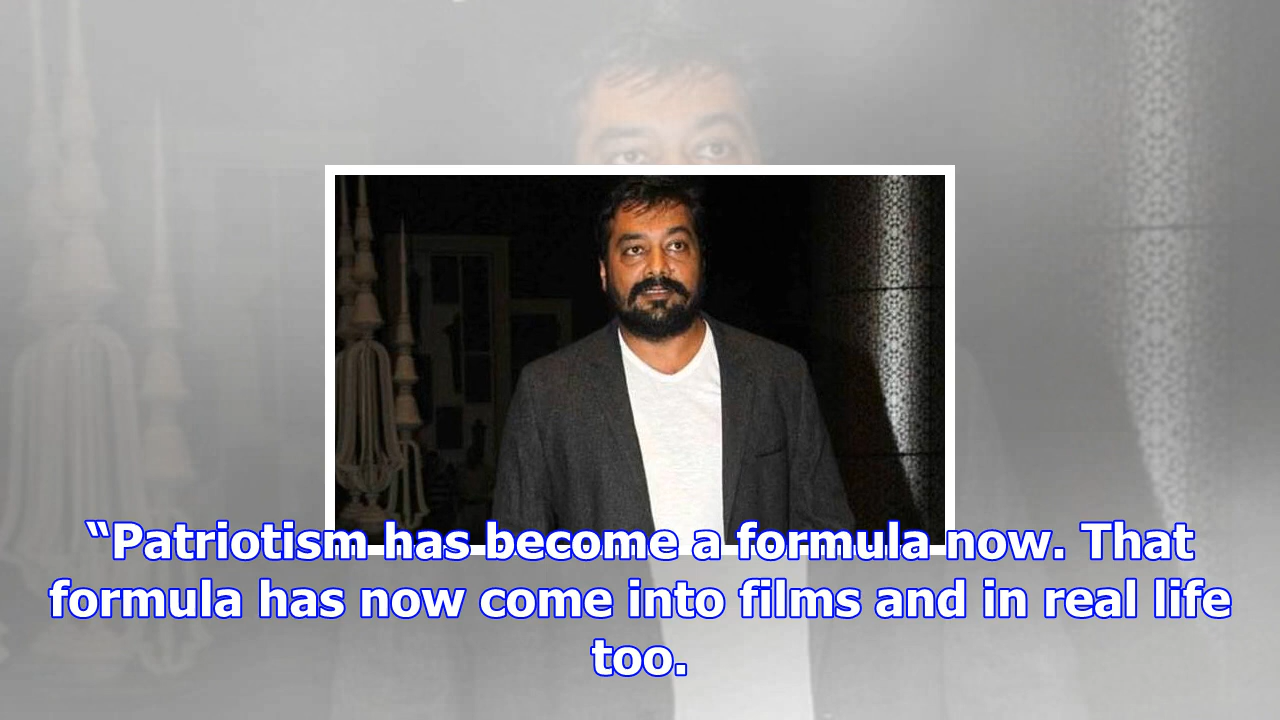 “Patriotism has become a formula now. That
formula has now come into films and in real life
too.